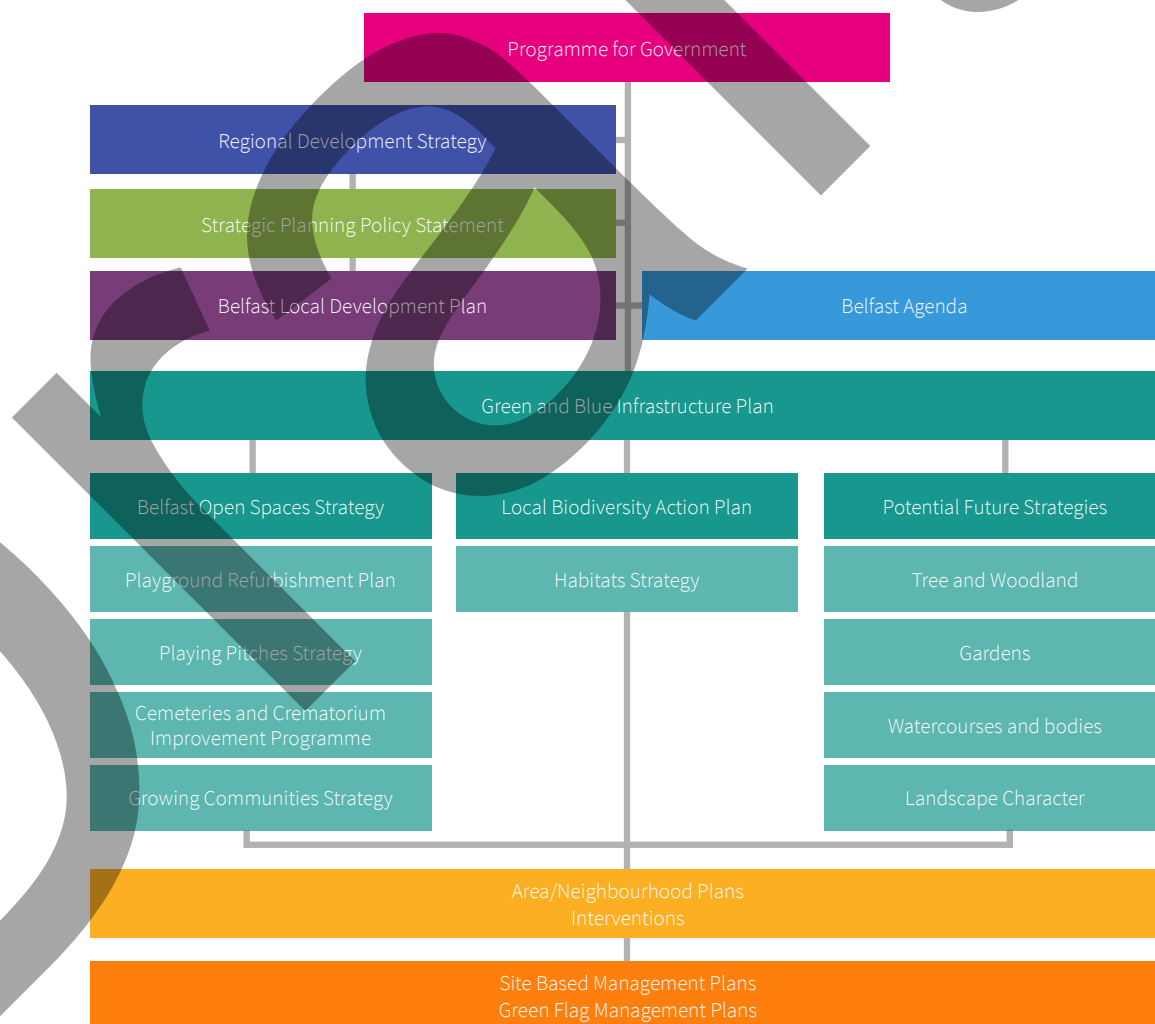 Programme for Government
Regional Development Strategy
Strategic Planning Policy Statement
Belfast Local Development Plan
Belfast Agenda
Green and Blue Infrastructure Plan
Belfast Open Spaces Strategy
Local Biodiversity Action Plan
Potential Future Strategies
Playground Refurbishment Plan
Habitats Strategy
Tree and Woodland
Playing Pitches Strategy
Gardens
Cemeteries and Crematorium
Improvement Programme
Watercourses and bodies
Growing Communities Strategy
Landscape Character
Area/Neighbourhood Plans
Interventions
Site Based Management Plans
Green Flag Management Plans